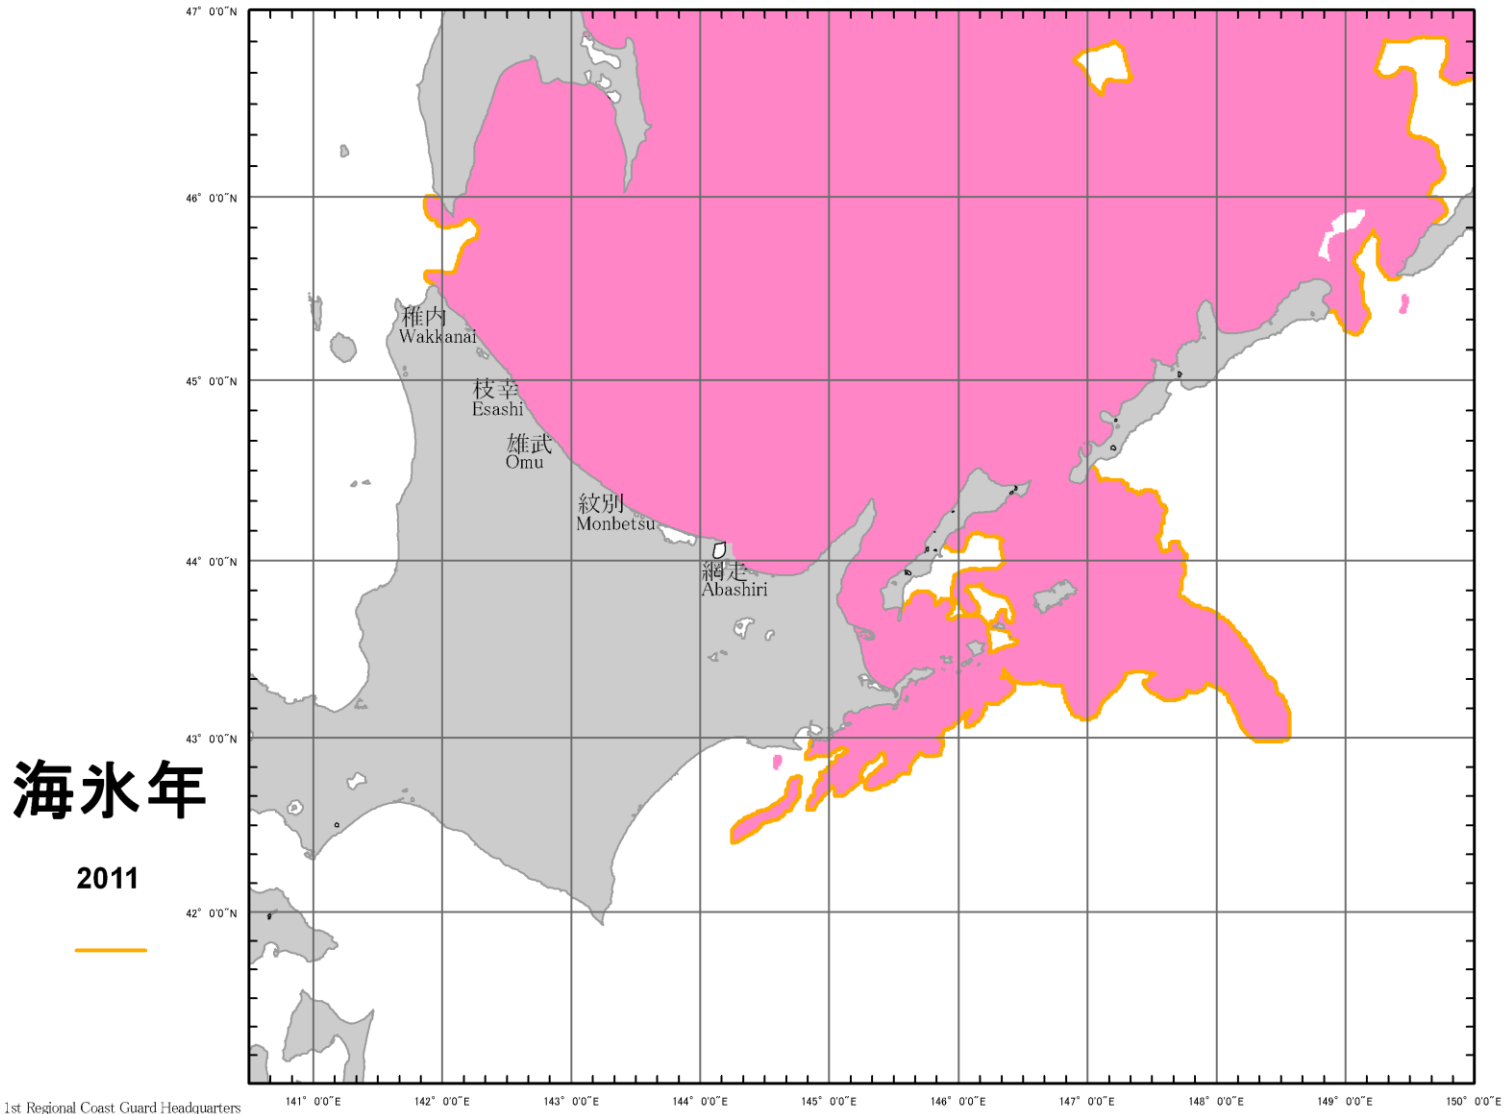 47° 0'0"N
46° 0'0"N
稚内
Wakkanai
45° 0'0"N
枝幸
Esashi
雄武
Omu
紋別
Monbetsu
44° 0'0"N
網走
Abashiri
43° 0'0"N
海氷年
2011
42° 0'0"N
141° 0'0"E 142° 0'0"E 143° 0'0"E 144° 0'0"E 145° 0'0"E 146° 0'0"E 147° 0'0"E 148° 0'0"E 149° 0'0"E 150° 0'0"E
1st Regional Coast Guard Headquarters